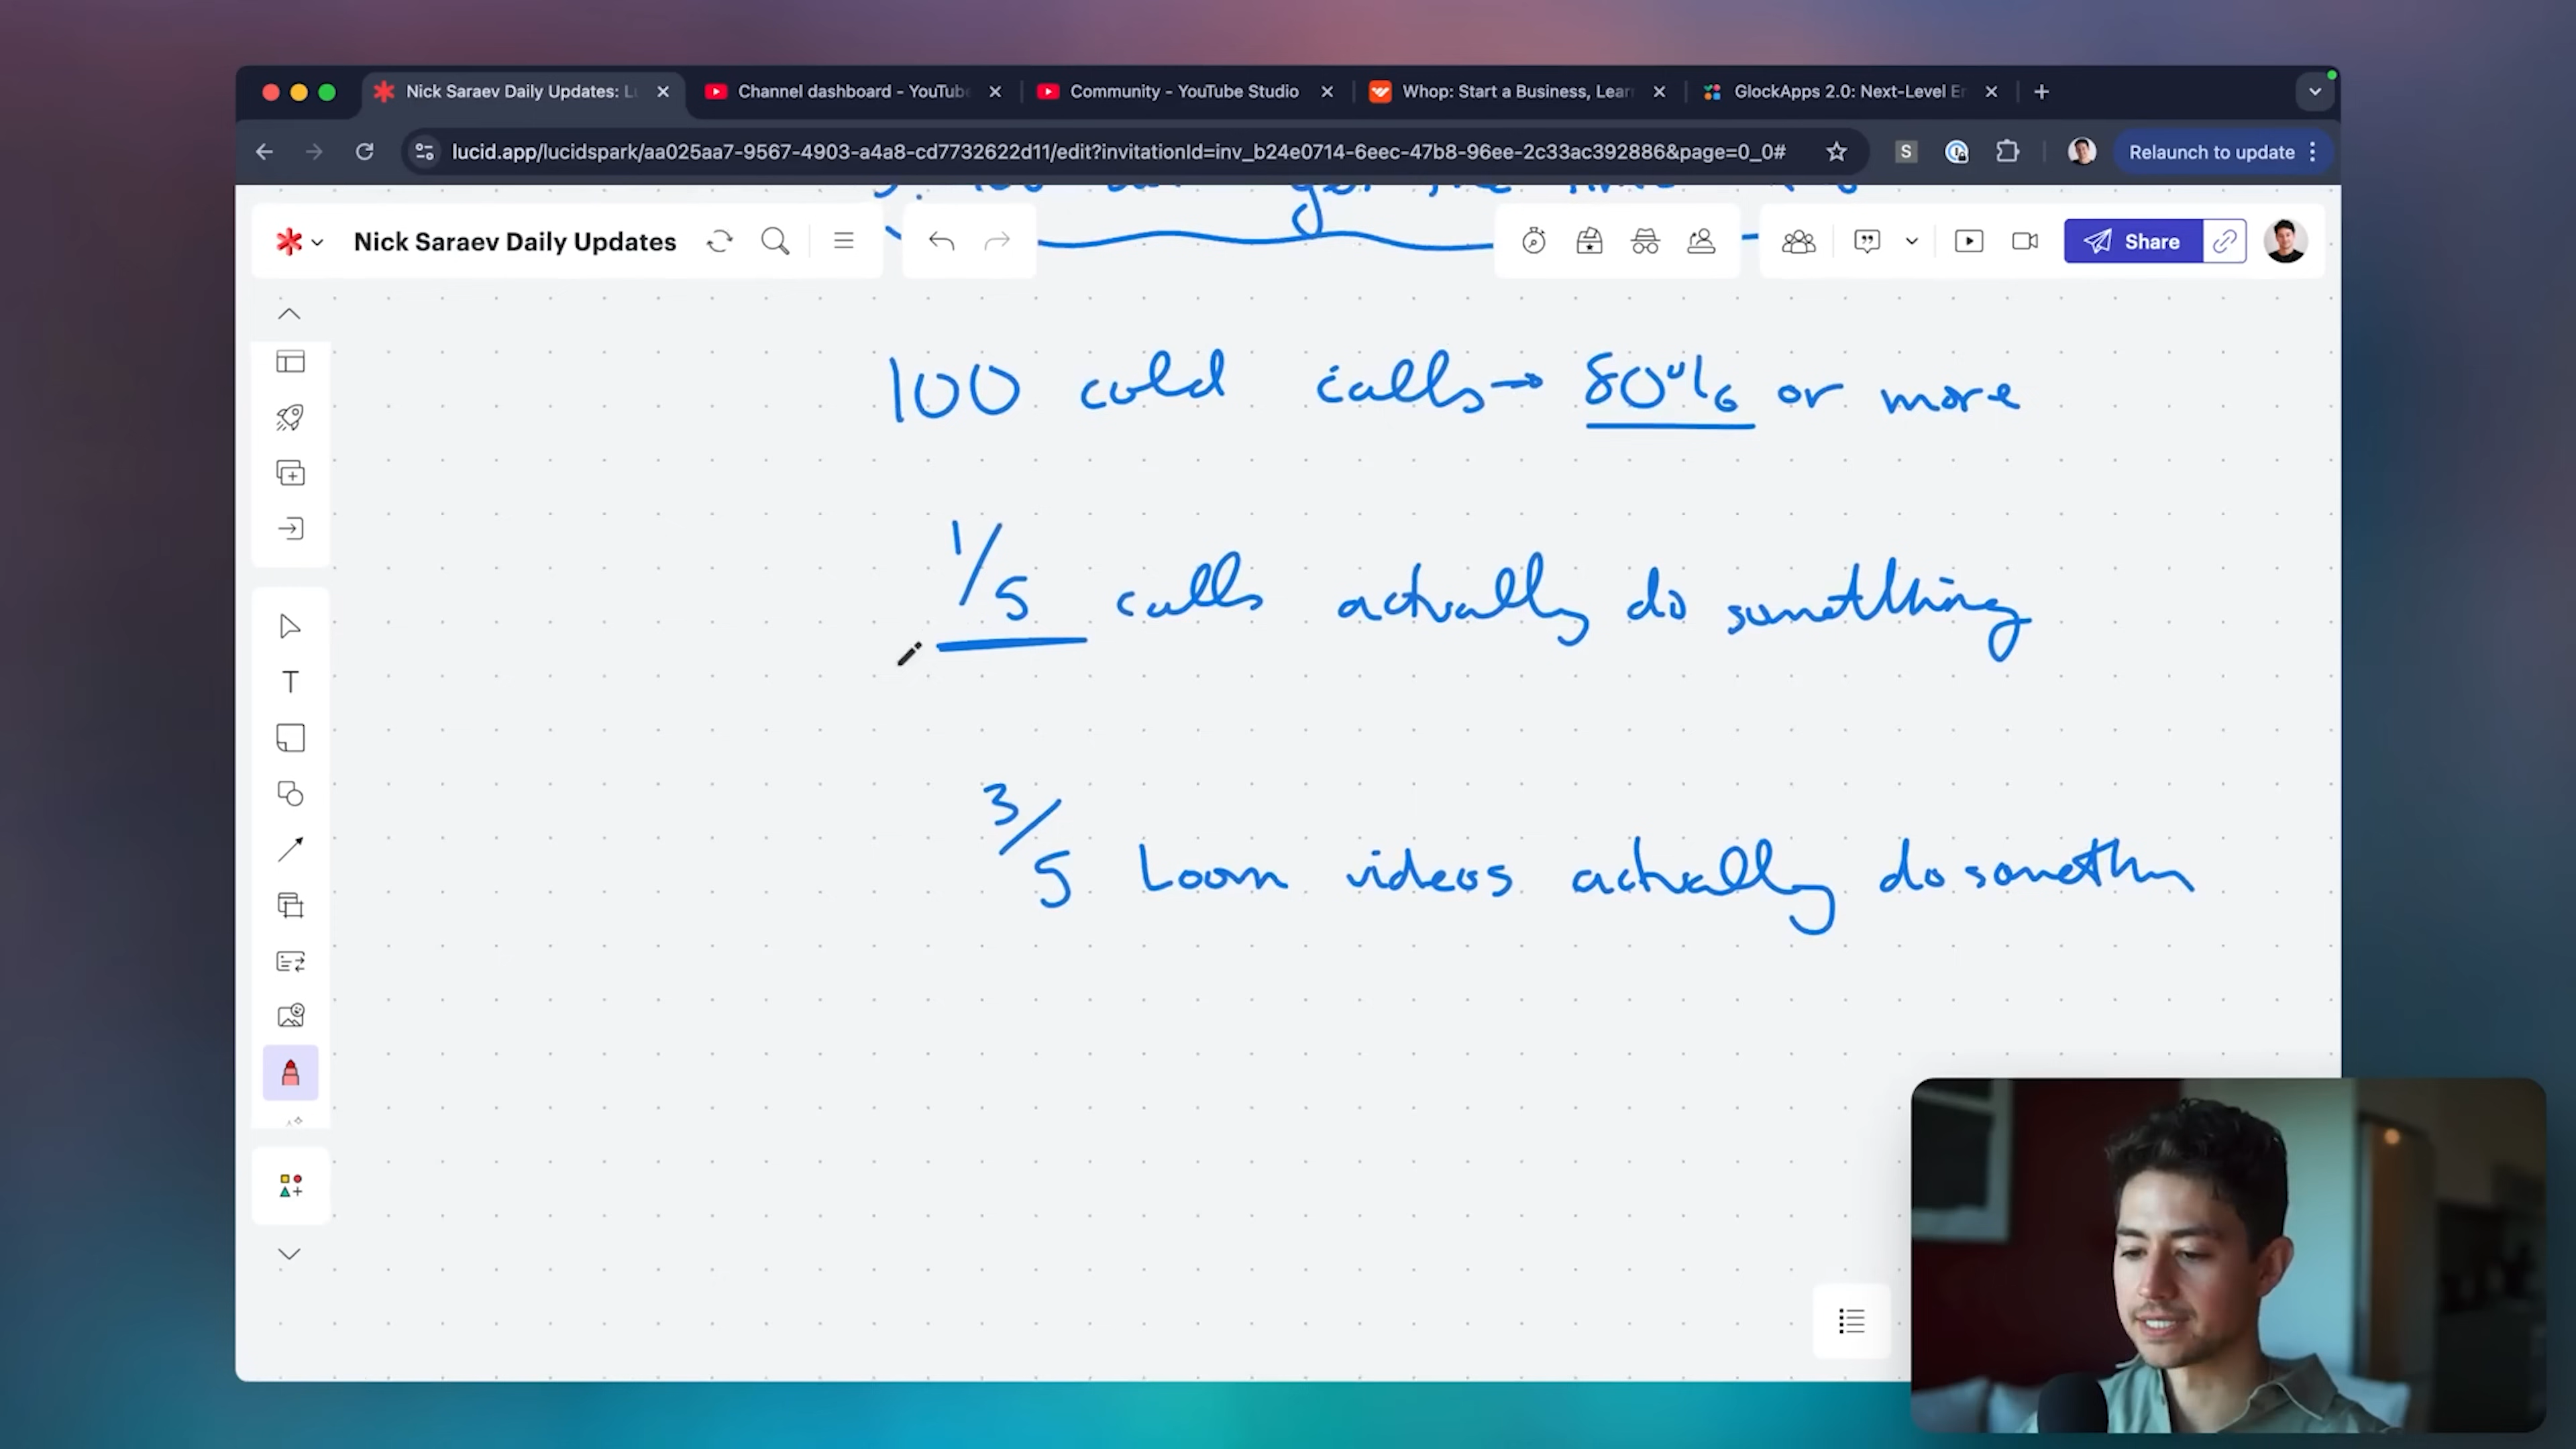 Nick Saraev Daily Updates: Lu
Channel dashboard - YouTube
Community - YouTube Studio
Whop: Start a Business, Lear
GlockApps 2.0: Next-Level Em
lucid.app/lucidspark/aa025aa7-9567-4903-a4a8-cd7732622d11/edit?invitationId=inv_b24e0714-6eec-47b8-96ee-2c33ac392886&page=0_0#
S
Relaunch to update
Nick Saraev Daily Updates
Share
100 cold calls → 80% or more
1/5 calls actually do something
3/5 Loom videos actually do somethin
T